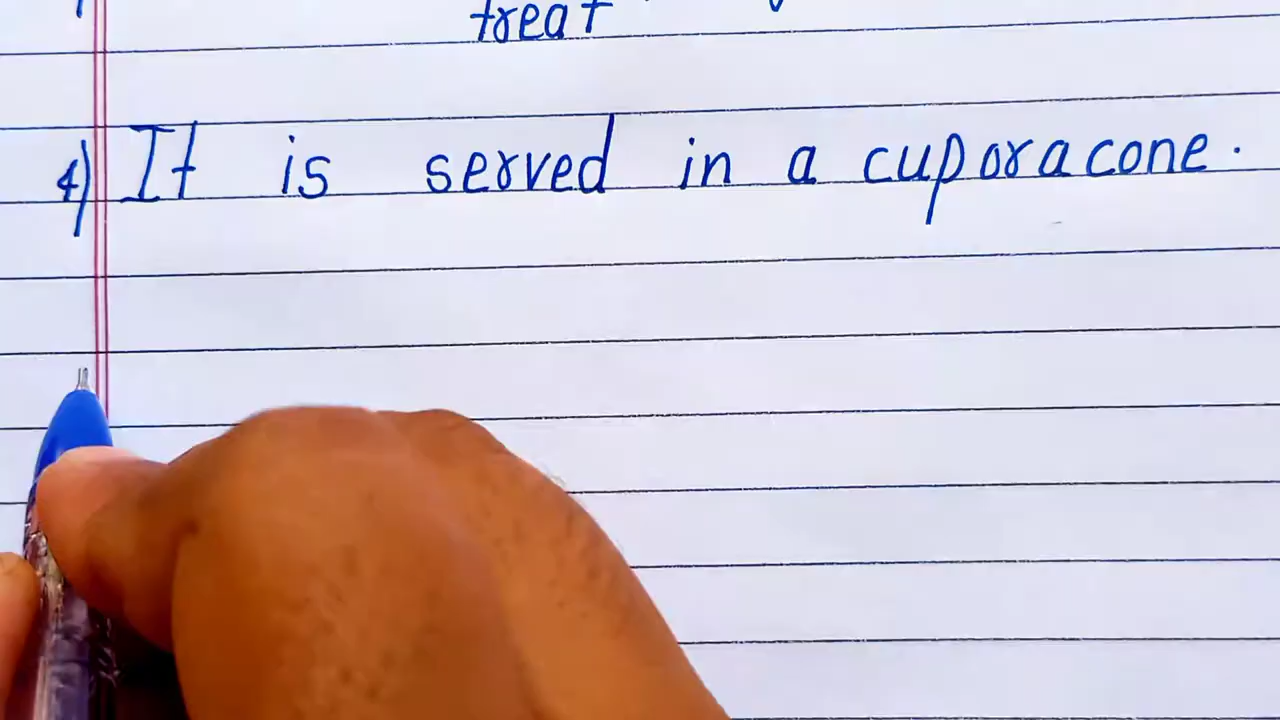 treat
4) It is served in a cuporacone.